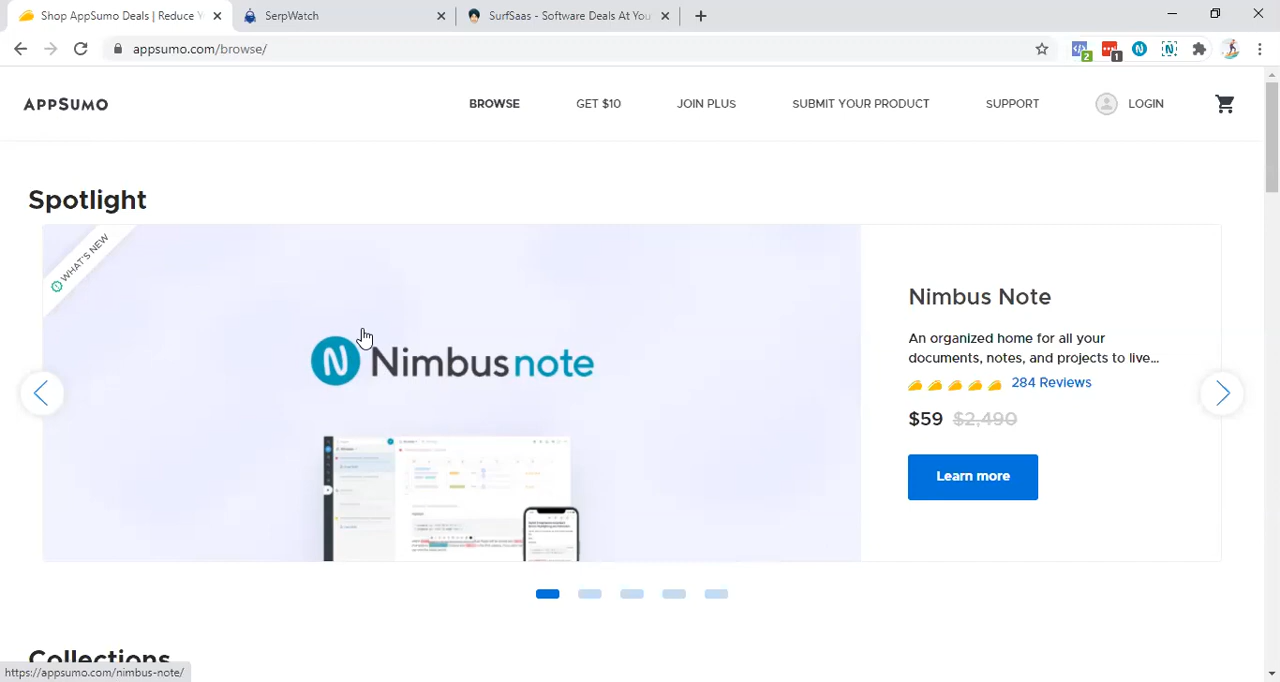 Shop AppSumo Deals | Reduce Y
SerpWatch
SurfSaas - Software Deals At You
appsumo.com/browse/
2
1
APPSUMO
BROWSE
GET $10
JOIN PLUS
SUBMIT YOUR PRODUCT
SUPPORT
LOGIN
Spotlight
WHAT'S NEW
Nimbus note
Nimbus Note
An organized home for all your
documents, notes, and projects to live...
284 Reviews
$59 $2,490
Learn more
Collections
https://appsumo.com/nimbus-note/